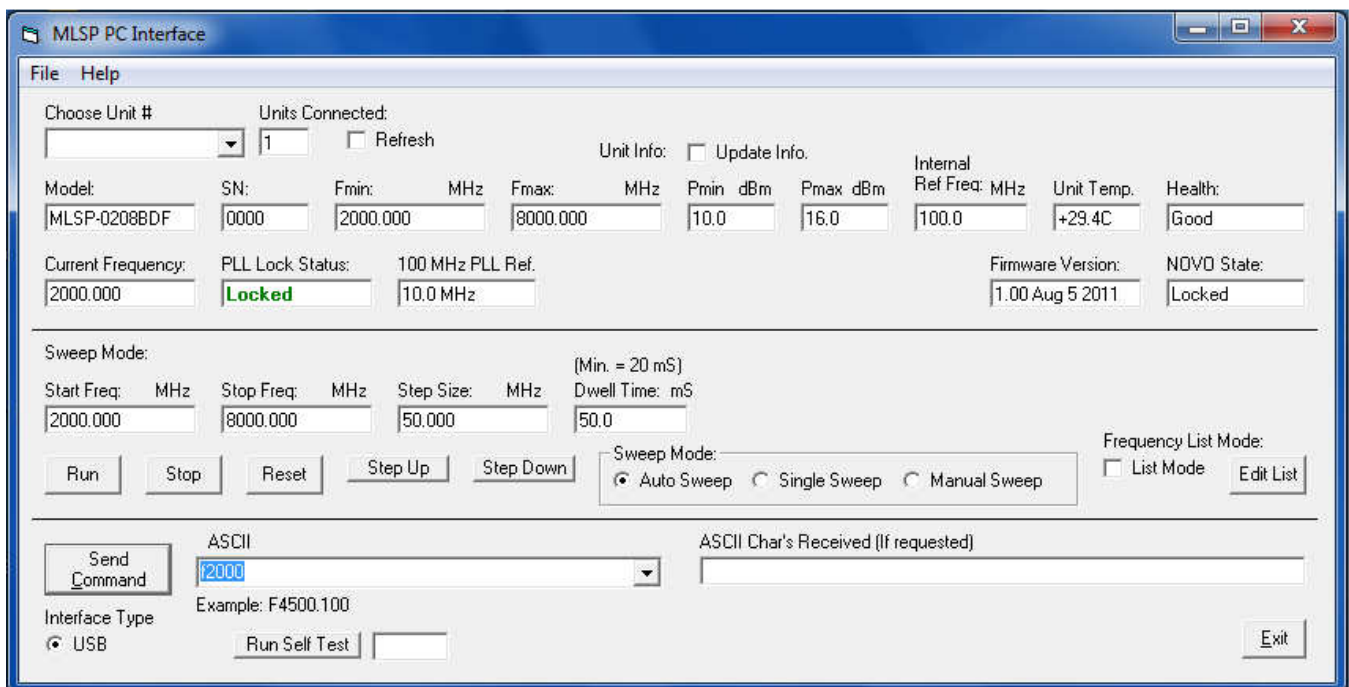 MLSP PC Interface
File Help
Choose Unit # Units Connected:
1 Refresh
Unit Info: Update Info.
Model: SN: Fmin: MHz Fmax: MHz Pmin dBm Pmax dBm Internal Ref Freq: MHz Unit Temp. Health:
MLSP-0208BDF 0000 2000.000 8000.000 10.0 16.0 100.0 +29.4C Good
Current Frequency: PLL Lock Status: 100 MHz PLL Ref. Firmware Version: NOVO State:
2000.000 Locked 10.0 MHz 1.00 Aug 5 2011 Locked
Sweep Mode:
(Min. = 20 mS)
Start Freq: MHz Stop Freq: MHz Step Size: MHz Dwell Time: mS
2000.000 8000.000 50.000 50.0
Frequency List Mode:
Sweep Mode:
Run Stop Reset Step Up Step Down Auto Sweep Single Sweep Manual Sweep List Mode Edit List
ASCII ASCII Char's Received (If requested)
Send Command f2000
Example: F4500.100
Interface Type
USB Run Self Test Exit